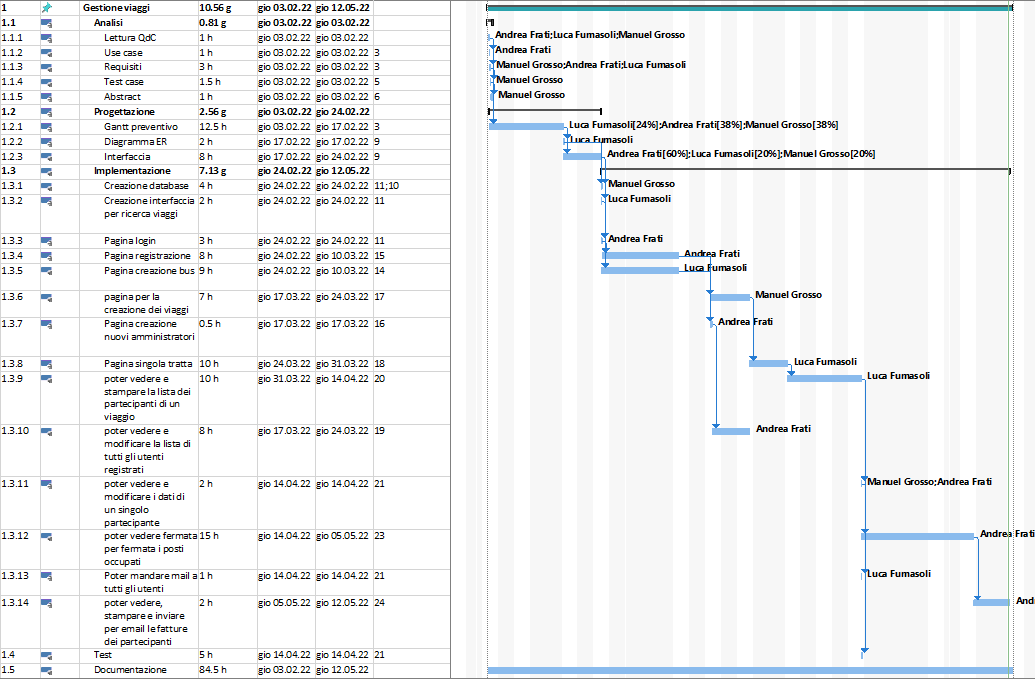 1 Gestione viaggi 10.56 g gio 03.02.22 gio 12.05.22
1.1 Analisi 0.81 g gio 03.02.22 gio 03.02.22
1.1.1 Lettura QdC 1 h gio 03.02.22 gio 03.02.22 Andrea Frati;Luca Fumasoli;Manuel Grosso
1.1.2 Use case 1 h gio 03.02.22 gio 03.02.22 3 Andrea Frati
1.1.3 Requisiti 3 h gio 03.02.22 gio 03.02.22 3 Manuel Grosso;Andrea Frati;Luca Fumasoli
1.1.4 Test case 1.5 h gio 03.02.22 gio 03.02.22 5 Manuel Grosso
1.1.5 Abstract 1 h gio 03.02.22 gio 03.02.22 6 Manuel Grosso
1.2 Progettazione 2.56 g gio 03.02.22 gio 24.02.22
1.2.1 Gantt preventivo 12.5 h gio 03.02.22 gio 17.02.22 3 Luca Fumasoli[24%];Andrea Frati[38%];Manuel Grosso[38%]
1.2.2 Diagramma ER 2 h gio 17.02.22 gio 17.02.22 9 Luca Fumasoli
1.2.3 Interfaccia 8 h gio 17.02.22 gio 24.02.22 9 Andrea Frati[60%];Luca Fumasoli[20%];Manuel Grosso[20%]
1.3 Implementazione 7.13 g gio 24.02.22 gio 12.05.22
1.3.1 Creazione database 4 h gio 24.02.22 gio 24.02.22 11;10 Manuel Grosso
1.3.2 Creazione interfaccia 2 h gio 24.02.22 gio 24.02.22 11 Luca Fumasoli
per ricerca viaggi
1.3.3 Pagina login 3 h gio 24.02.22 gio 24.02.22 11 Andrea Frati
1.3.4 Pagina registrazione 8 h gio 24.02.22 gio 10.03.22 15 Andrea Frati
1.3.5 Pagina creazione bus 9 h gio 24.02.22 gio 10.03.22 14 Luca Fumasoli
1.3.6 pagina per la 7 h gio 17.03.22 gio 24.03.22 17 Manuel Grosso
creazione dei viaggi
1.3.7 Pagina creazione 0.5 h gio 17.03.22 gio 17.03.22 16 Andrea Frati
nuovi amministratori
1.3.8 Pagina singola tratta 10 h gio 24.03.22 gio 31.03.22 18 Luca Fumasoli
1.3.9 poter vedere e 10 h gio 31.03.22 gio 14.04.22 20 Luca Fumasoli
stampare la lista dei
partecipanti di un
viaggio
1.3.10 poter vedere e 8 h gio 17.03.22 gio 24.03.22 19 Andrea Frati
modificare la lista di
tutti gli utenti
registrati
1.3.11 poter vedere e 2 h gio 14.04.22 gio 14.04.22 21 Manuel Grosso;Andrea Frati
modificare i dati di
un singolo
partecipante
1.3.12 poter vedere fermata 15 h gio 14.04.22 gio 05.05.22 23 Andrea Frati
per fermata i posti
occupati
1.3.13 Poter mandare mail a 1 h gio 14.04.22 gio 14.04.22 21 Luca Fumasoli
tutti gli utenti
1.3.14 poter vedere, 2 h gio 05.05.22 gio 12.05.22 24 And
stampare e inviare
per email le fatture
dei partecipanti
1.4 Test 5 h gio 14.04.22 gio 14.04.22 21
1.5 Documentazione 84.5 h gio 03.02.22 gio 12.05.22